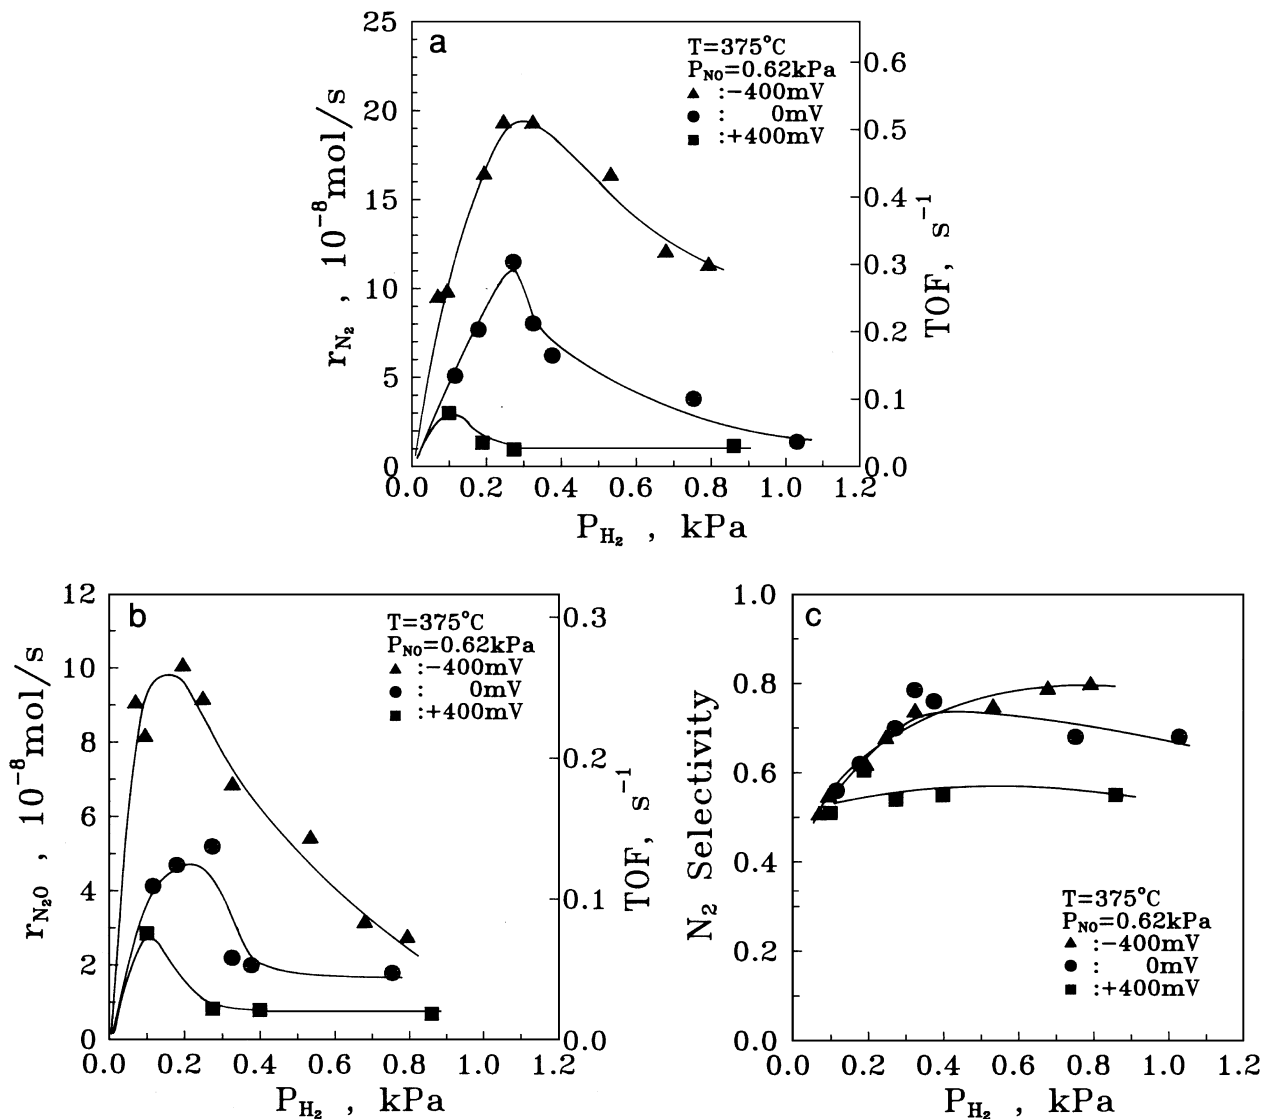 a
T=375°C
P_NO=0.62kPa
▲ :−400mV
● : 0mV
■ :+400mV
r_N₂ , 10⁻⁸mol/s
25
20
15
10
5
0
TOF, s⁻¹
0.6
0.5
0.4
0.3
0.2
0.1
0.0
0.0 0.2 0.4 0.6 0.8 1.0 1.2
P_H₂ , kPa
b
T=375°C
P_NO=0.62kPa
▲ :−400mV
● : 0mV
■ :+400mV
r_N₂O , 10⁻⁸mol/s
12
10
8
6
4
2
0
TOF, s⁻¹
0.3
0.2
0.1
0.0
0.0 0.2 0.4 0.6 0.8 1.0 1.2
P_H₂ , kPa
c
N₂ Selectivity
1.0
0.8
0.6
0.4
0.2
0.0
T=375°C
P_NO=0.62kPa
▲ :−400mV
● : 0mV
■ :+400mV
0.0 0.2 0.4 0.6 0.8 1.0 1.2
P_H₂ , kPa